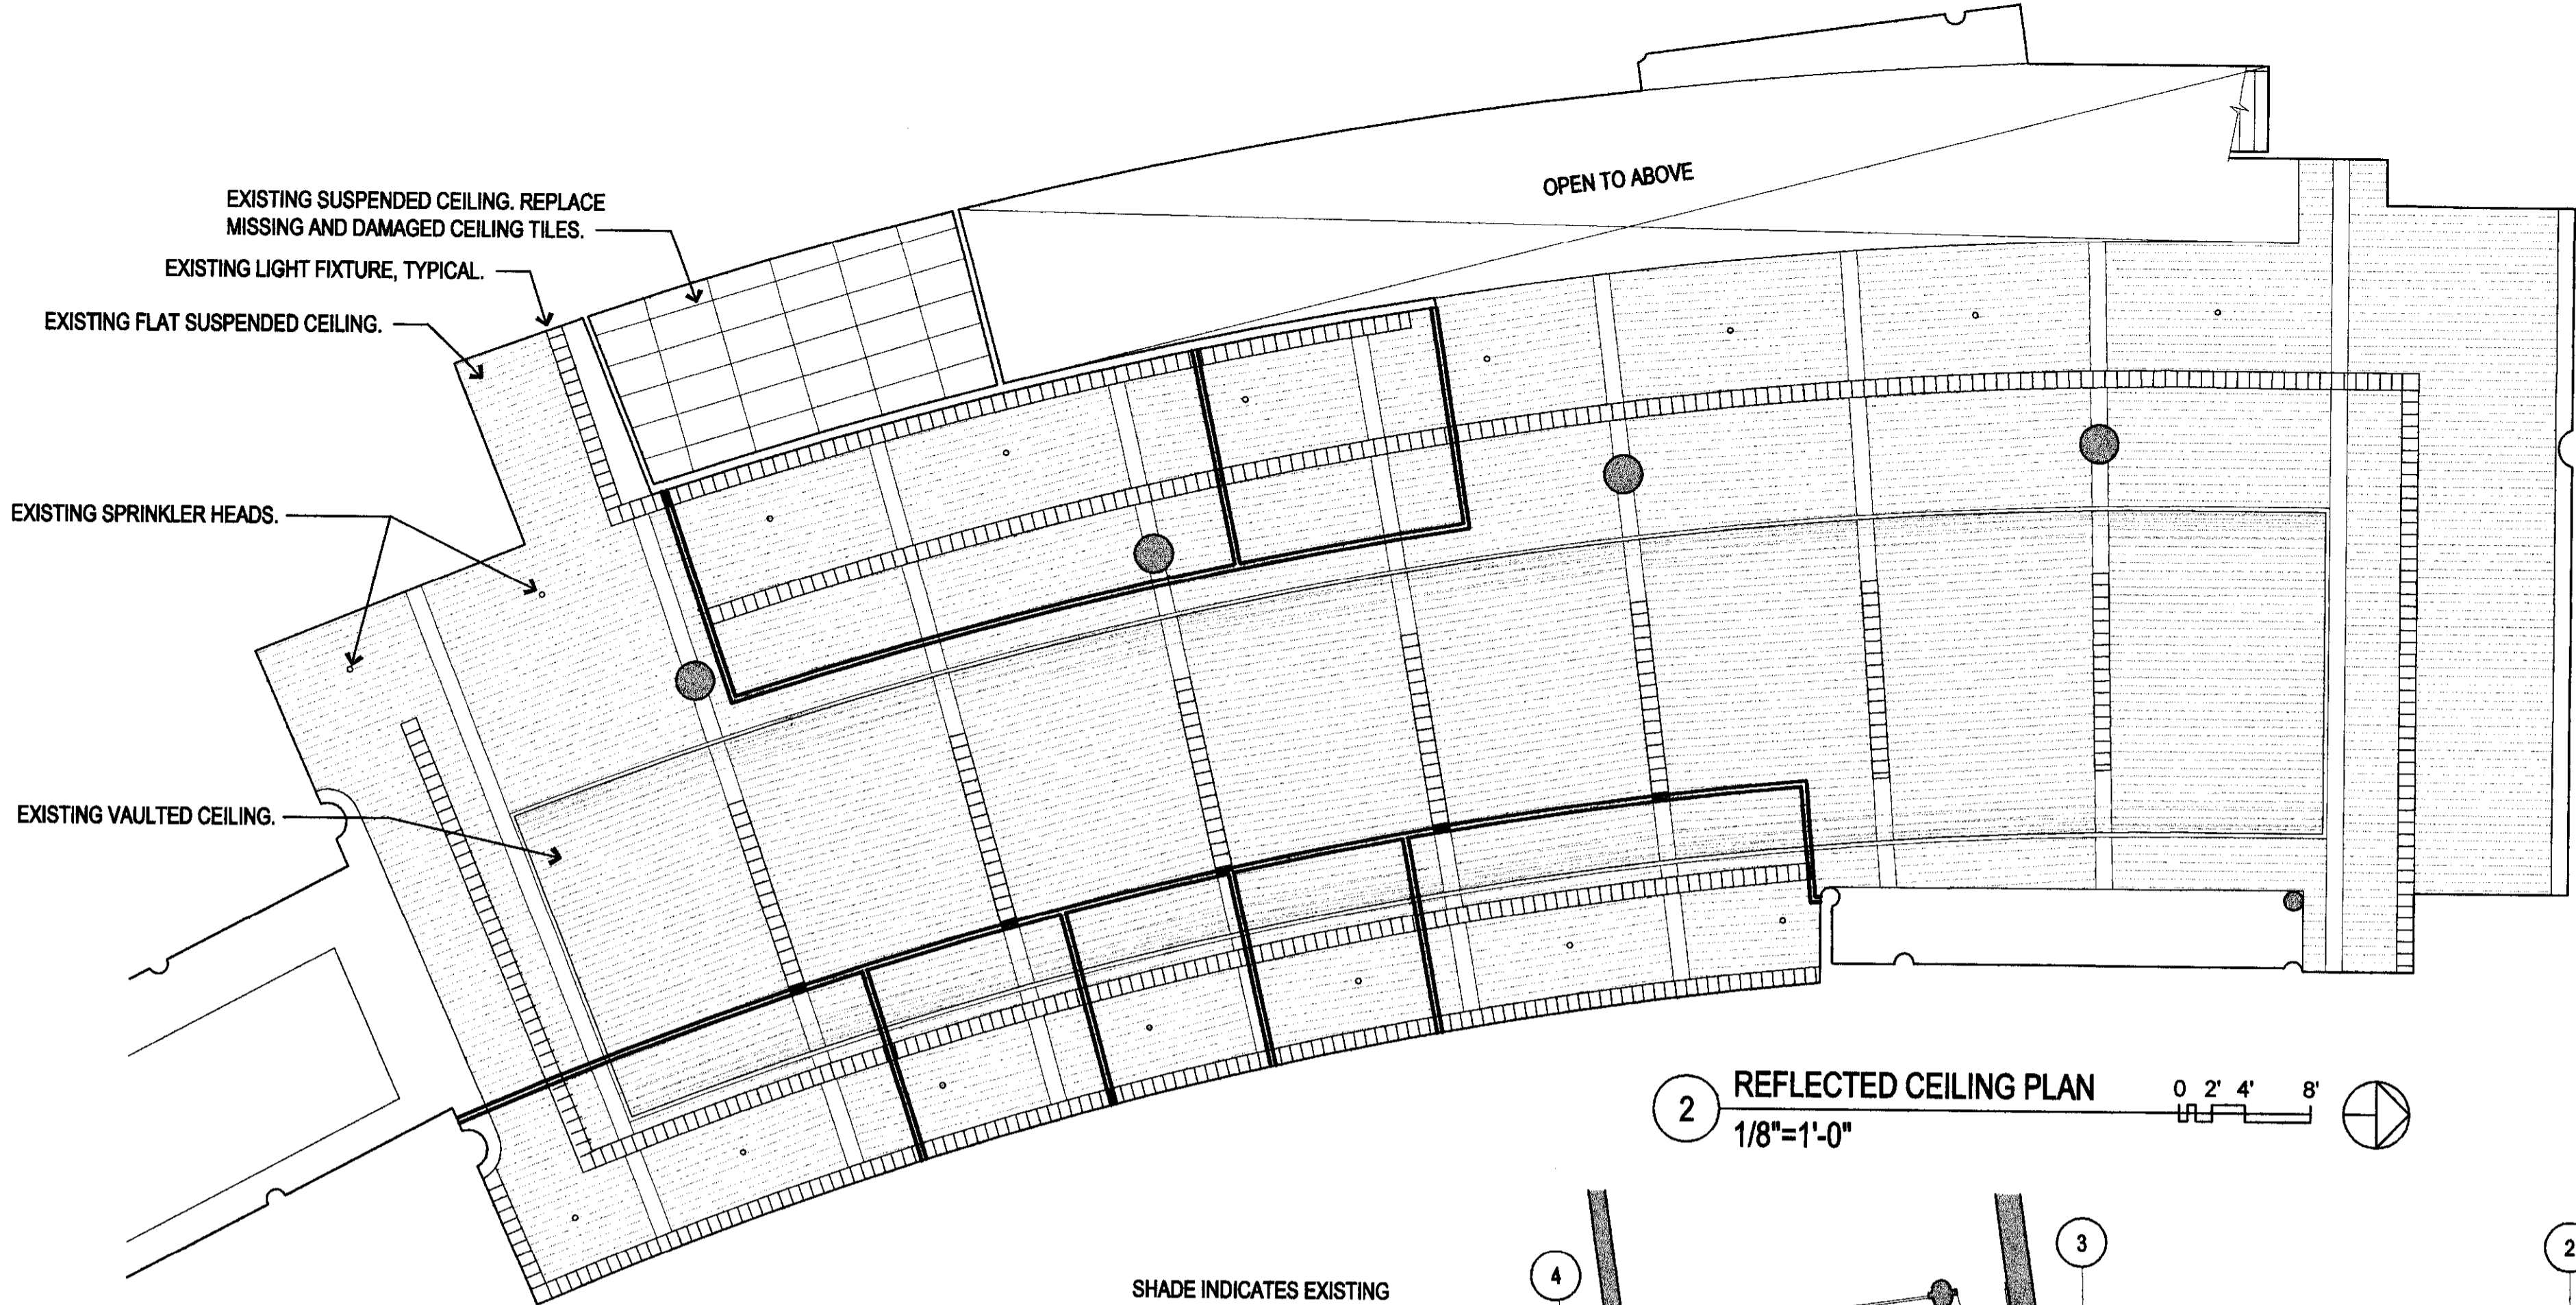 OPEN TO ABOVE
EXISTING SUSPENDED CEILING. REPLACE
MISSING AND DAMAGED CEILING TILES.
EXISTING LIGHT FIXTURE, TYPICAL.
EXISTING FLAT SUSPENDED CEILING.
EXISTING SPRINKLER HEADS.
EXISTING VAULTED CEILING.
2 REFLECTED CEILING PLAN
1/8"=1'-0"
0 2' 4' 8'
SHADE INDICATES EXISTING
4
3
2